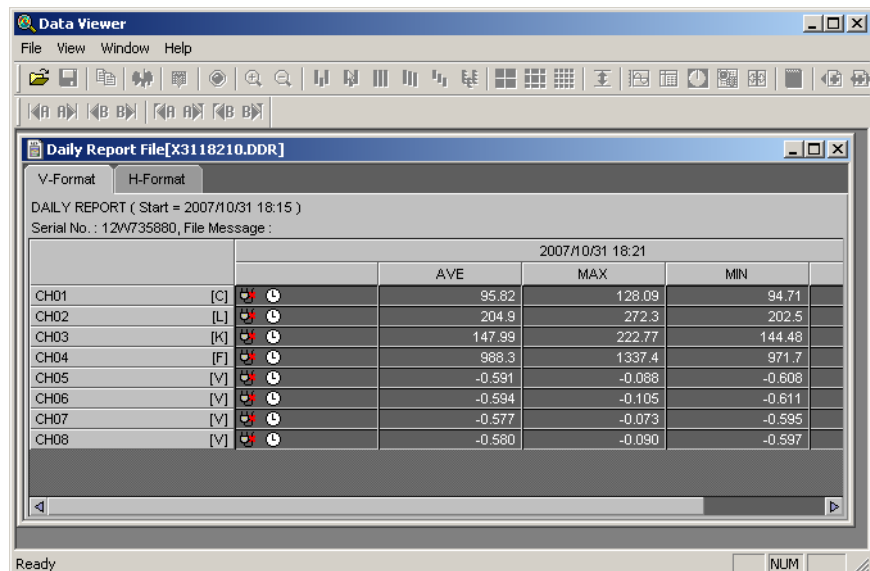 Data Viewer
File View Window Help
A A B B A A B B
Daily Report File[X3118210.DDR]
V-Format H-Format
DAILY REPORT ( Start = 2007/10/31 18:15 )
Serial No. : 12W735880, File Message :
2007/10/31 18:21
AVE MAX MIN
CH01 [C] 95.82 128.09 94.71
CH02 [L] 204.9 272.3 202.5
CH03 [K] 147.99 222.77 144.48
CH04 [F] 988.3 1337.4 971.7
CH05 [V] -0.591 -0.088 -0.608
CH06 [V] -0.594 -0.105 -0.611
CH07 [V] -0.577 -0.073 -0.595
CH08 [V] -0.580 -0.090 -0.597
Ready NUM